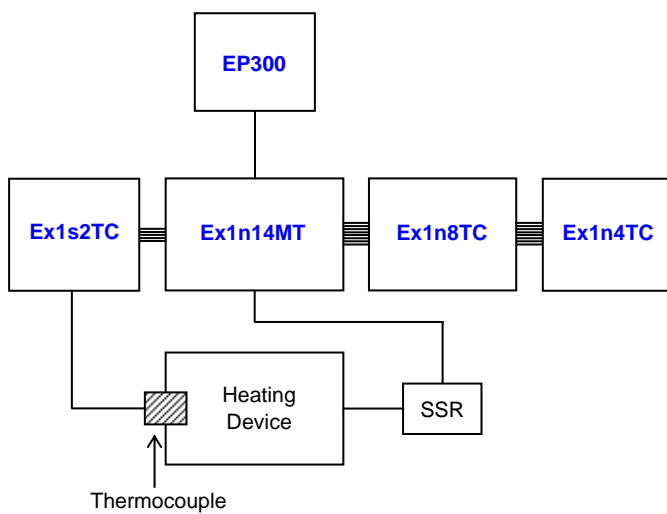 EP300
Ex1s2TC
Ex1n14MT
Ex1n8TC
Ex1n4TC
Heating
Device
SSR
Thermocouple